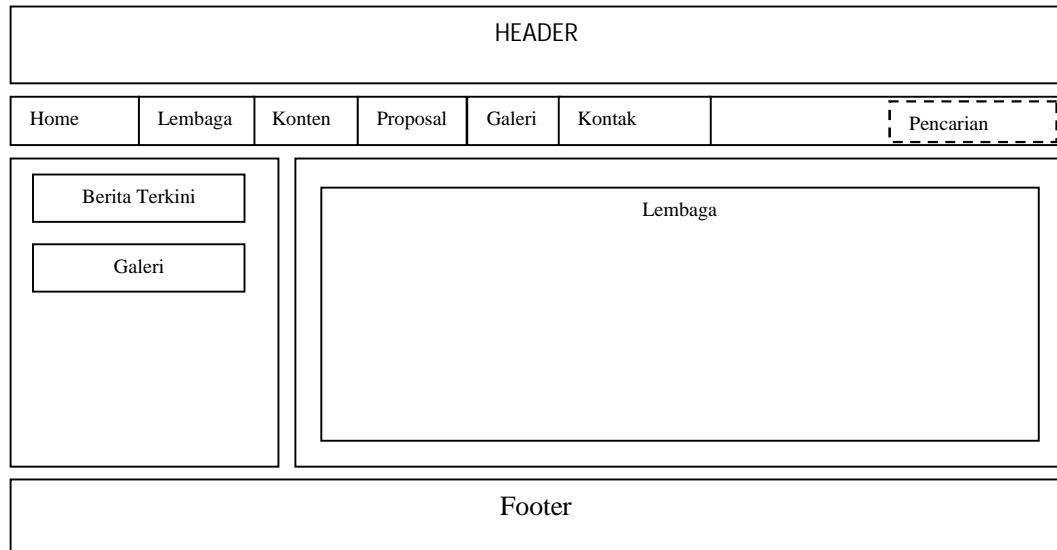 HEADER
Home Lembaga Konten Proposal Galeri Kontak Pencarian
Berita Terkini
Galeri
Lembaga
Footer